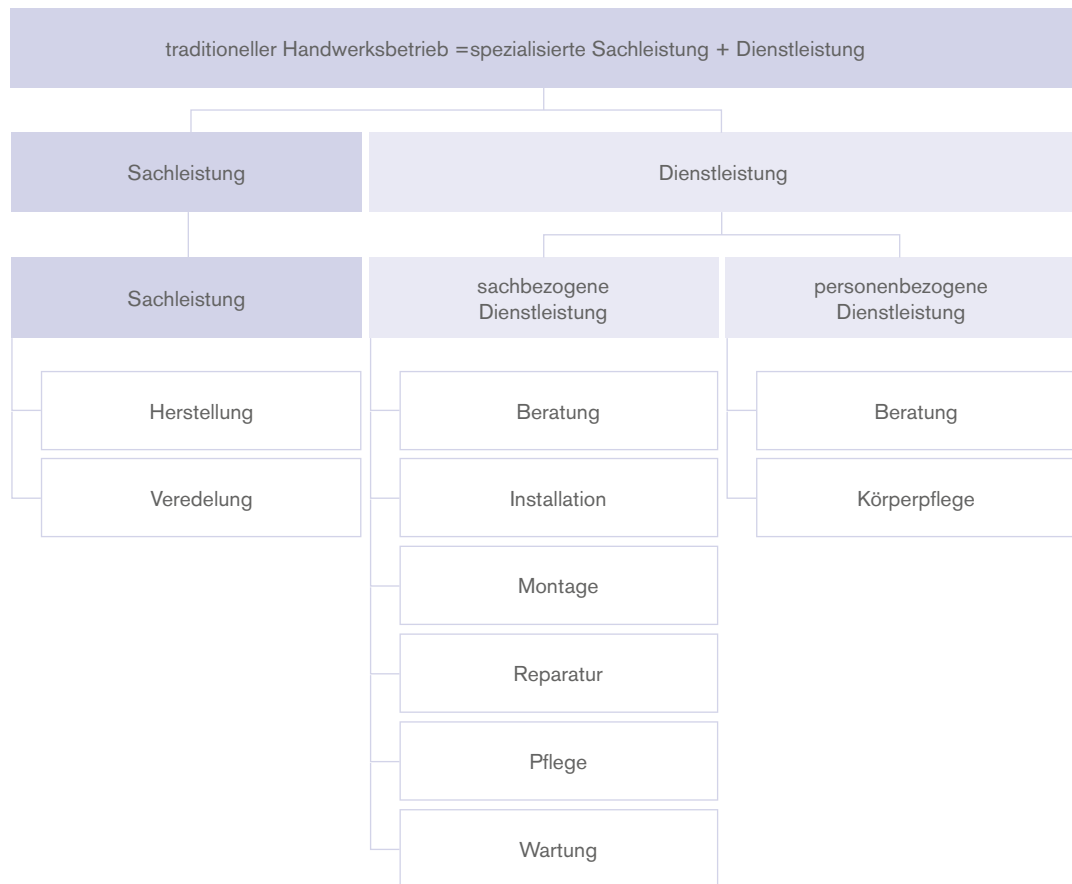 traditioneller Handwerksbetrieb =spezialisierte Sachleistung + Dienstleistung
Sachleistung
Dienstleistung
Sachleistung
sachbezogene
Dienstleistung
personenbezogene
Dienstleistung
Herstellung
Veredelung
Beratung
Installation
Montage
Reparatur
Pflege
Wartung
Beratung
Körperpflege